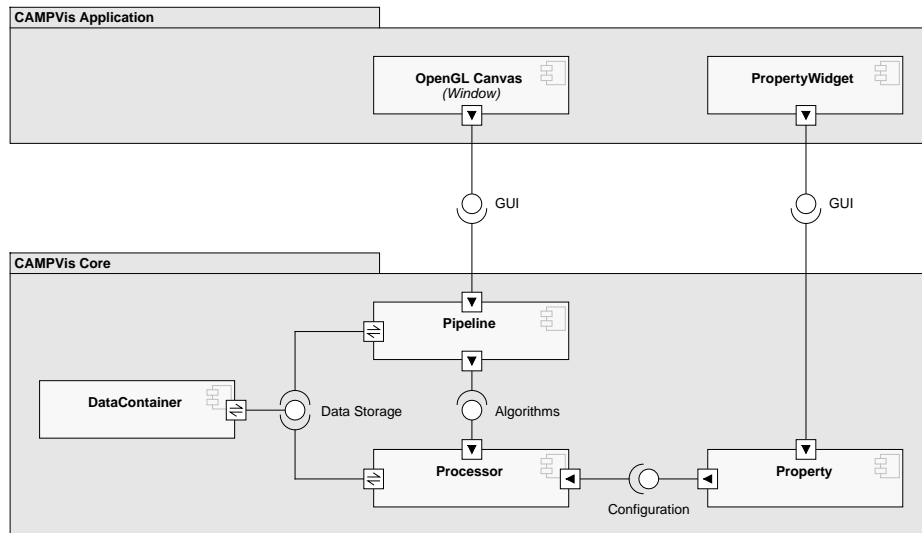 CAMPVis Application
OpenGL Canvas
(Window)
PropertyWidget
GUI
GUI
CAMPVis Core
Pipeline
DataContainer
Data Storage
Algorithms
Processor
Property
Configuration